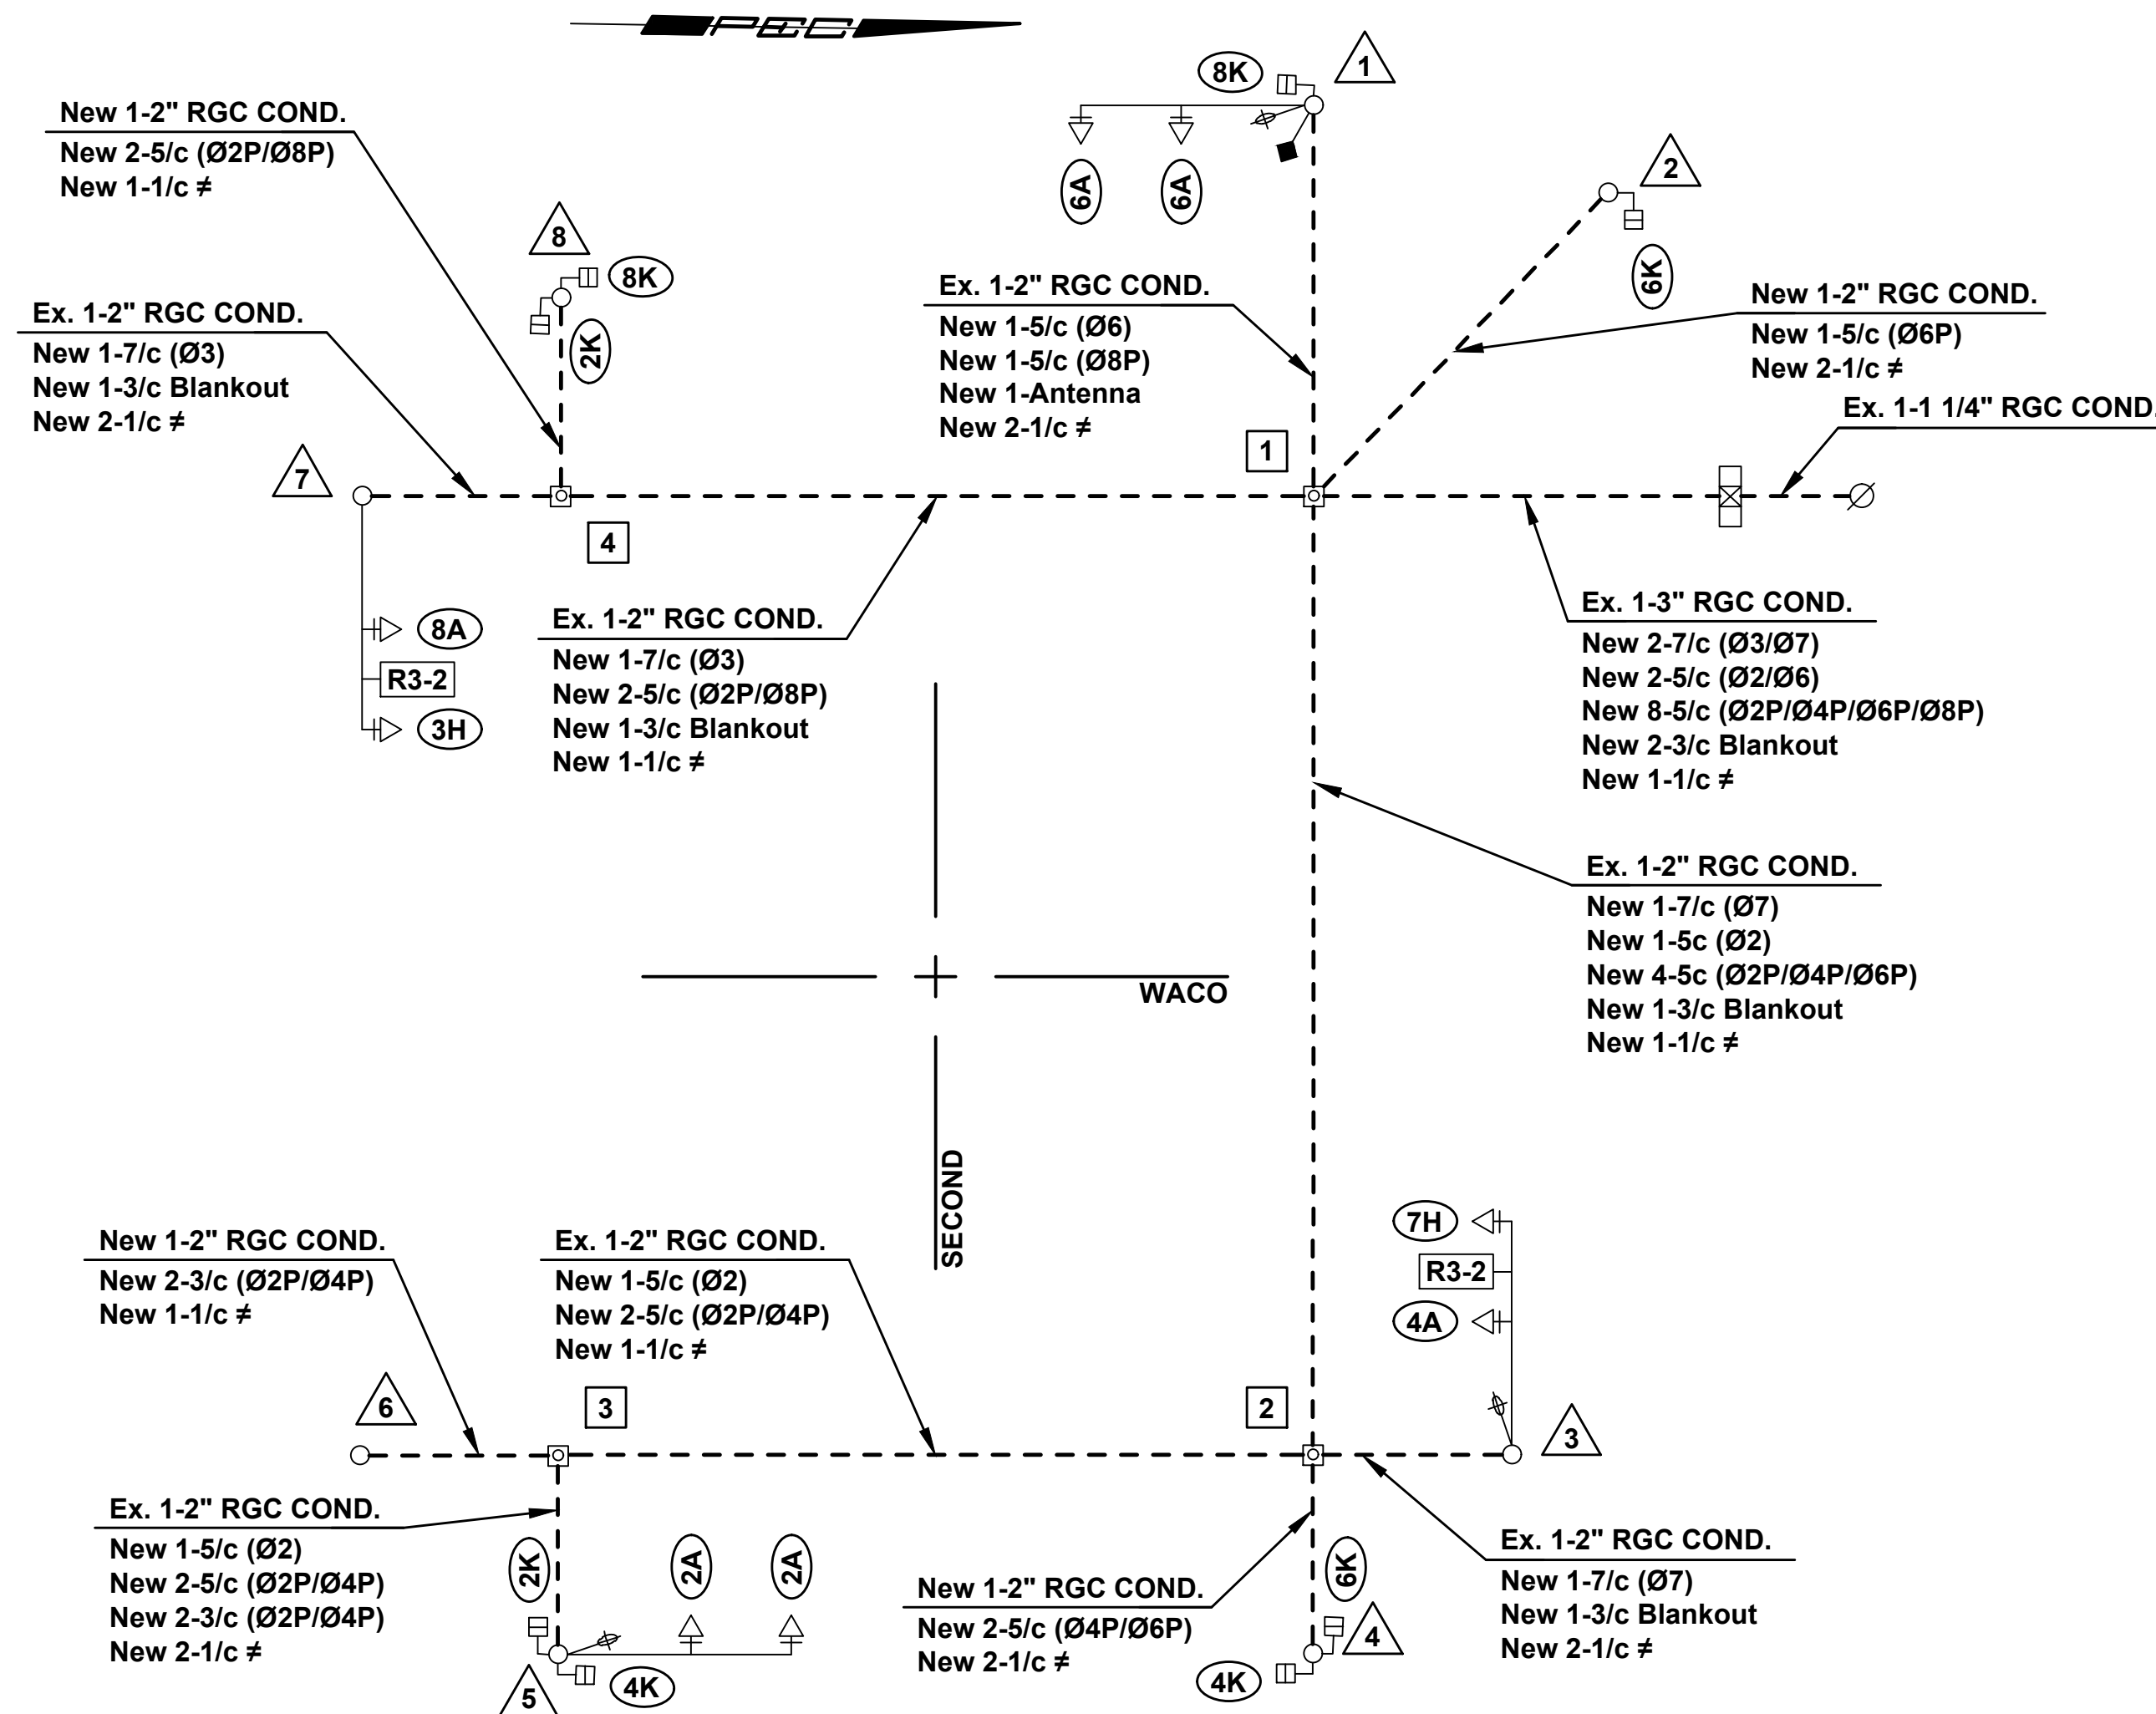 PEC
8K
1
New 1-2" RGC COND.
New 2-5/c (Ø2P/Ø8P)
New 1-1/c ≠
6A
6A
2
8
8K
2K
6K
Ex. 1-2" RGC COND.
New 1-7/c (Ø3)
New 1-3/c Blankout
New 2-1/c ≠
Ex. 1-2" RGC COND.
New 1-5/c (Ø6)
New 1-5/c (Ø8P)
New 1-Antenna
New 2-1/c ≠
New 1-2" RGC COND.
New 1-5/c (Ø6P)
New 2-1/c ≠
Ex. 1-1 1/4" RGC COND.
7
1
4
8A
R3-2
3H
Ex. 1-2" RGC COND.
New 1-7/c (Ø3)
New 2-5/c (Ø2P/Ø8P)
New 1-3/c Blankout
New 1-1/c ≠
Ex. 1-3" RGC COND.
New 2-7/c (Ø3/Ø7)
New 2-5/c (Ø2/Ø6)
New 8-5/c (Ø2P/Ø4P/Ø6P/Ø8P)
New 2-3/c Blankout
New 1-1/c ≠
Ex. 1-2" RGC COND.
New 1-7/c (Ø7)
New 1-5c (Ø2)
New 4-5c (Ø2P/Ø4P/Ø6P)
New 1-3/c Blankout
New 1-1/c ≠
WACO
SECOND
7H
R3-2
4A
New 1-2" RGC COND.
New 2-3/c (Ø2P/Ø4P)
New 1-1/c ≠
Ex. 1-2" RGC COND.
New 1-5/c (Ø2)
New 2-5/c (Ø2P/Ø4P)
New 1-1/c ≠
6
3
2
3
Ex. 1-2" RGC COND.
New 1-5/c (Ø2)
New 2-5/c (Ø2P/Ø4P)
New 2-3/c (Ø2P/Ø4P)
New 2-1/c ≠
2K
2A
2A
4K
5
New 1-2" RGC COND.
New 2-5/c (Ø4P/Ø6P)
New 2-1/c ≠
6K
4
4K
Ex. 1-2" RGC COND.
New 1-7/c (Ø7)
New 1-3/c Blankout
New 2-1/c ≠